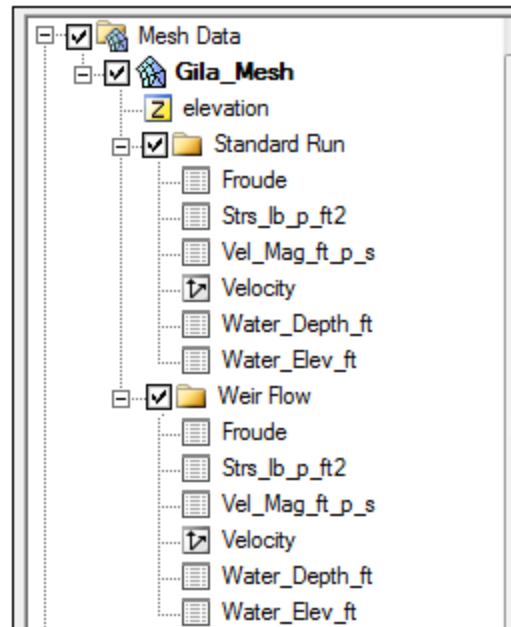 Mesh Data
Gila_Mesh
Z elevation
Standard Run
Froude
Strs_lb_p_ft2
Vel_Mag_ft_p_s
Velocity
Water_Depth_ft
Water_Elev_ft
Weir Flow
Froude
Strs_lb_p_ft2
Vel_Mag_ft_p_s
Velocity
Water_Depth_ft
Water_Elev_ft